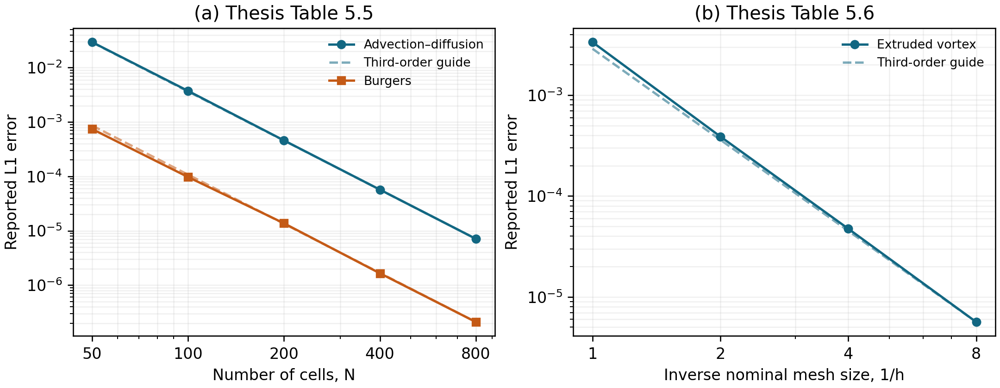 (a) Thesis Table 5.5
Advection–diffusion
Third-order guide
Burgers
10⁻²
10⁻³
10⁻⁴
10⁻⁵
10⁻⁶
Reported L1 error
50 100 200 400 800
Number of cells, N
(b) Thesis Table 5.6
Extruded vortex
Third-order guide
10⁻³
10⁻⁴
10⁻⁵
Reported L1 error
1 2 4 8
Inverse nominal mesh size, 1/h